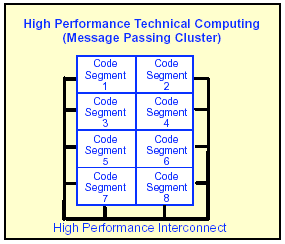 High Performance Technical Computing
(Message Passing Cluster)
Code Segment 1
Code Segment 2
Code Segment 3
Code Segment 4
Code Segment 5
Code Segment 6
Code Segment 7
Code Segment 8
High Performance Interconnect